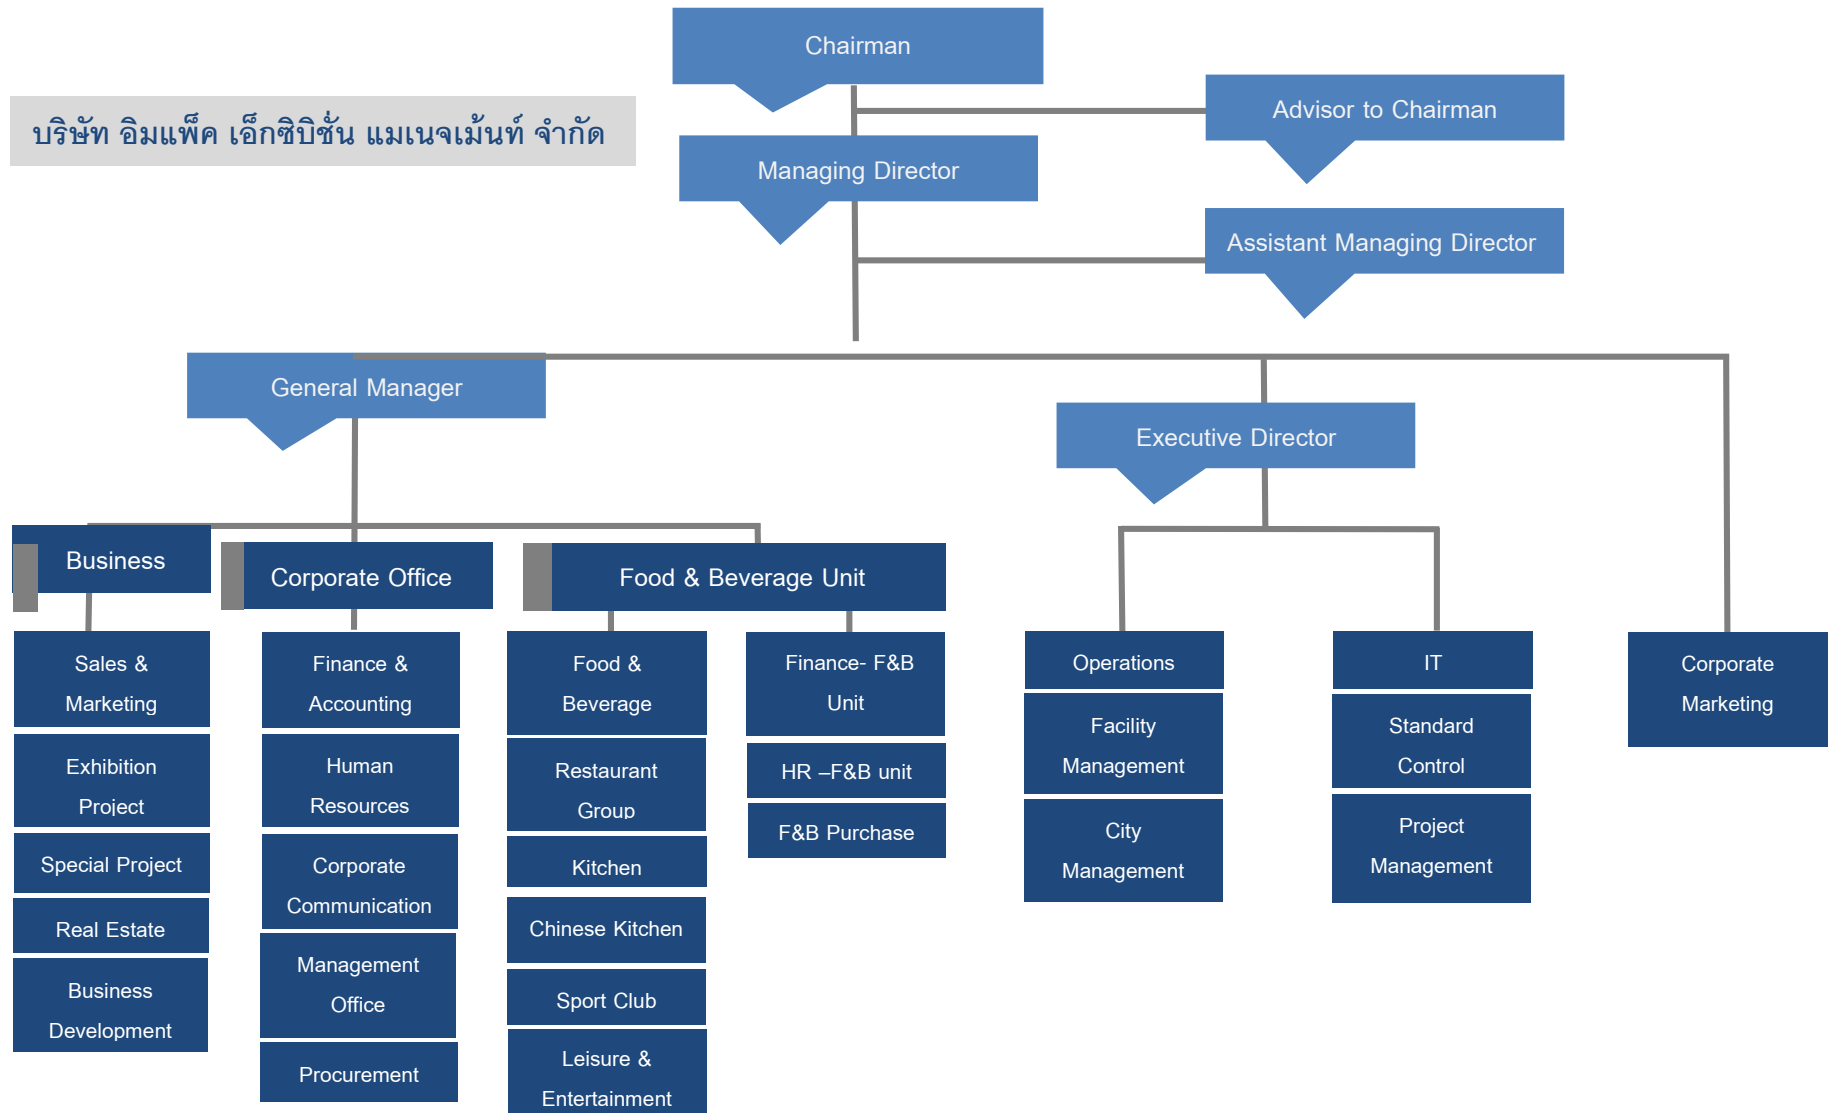 Chairman
Advisor to Chairman
บริษัท อิมแพ็ค เอ็กซิบิชั่น แมเนจเม้นท์ จำกัด
Managing Director
Assistant Managing Director
General Manager
Executive Director
Business
Corporate Office
Food & Beverage Unit
Sales &
Marketing
Exhibition
Project
Special Project
Real Estate
Business
Development
Finance &
Accounting
Human
Resources
Corporate
Communication
Management
Office
Procurement
Food &
Beverage
Restaurant
Group
Kitchen
Chinese Kitchen
Sport Club
Leisure &
Entertainment
Finance- F&B
Unit
HR –F&B unit
F&B Purchase
Operations
Facility
Management
City
Management
IT
Standard
Control
Project
Management
Corporate
Marketing